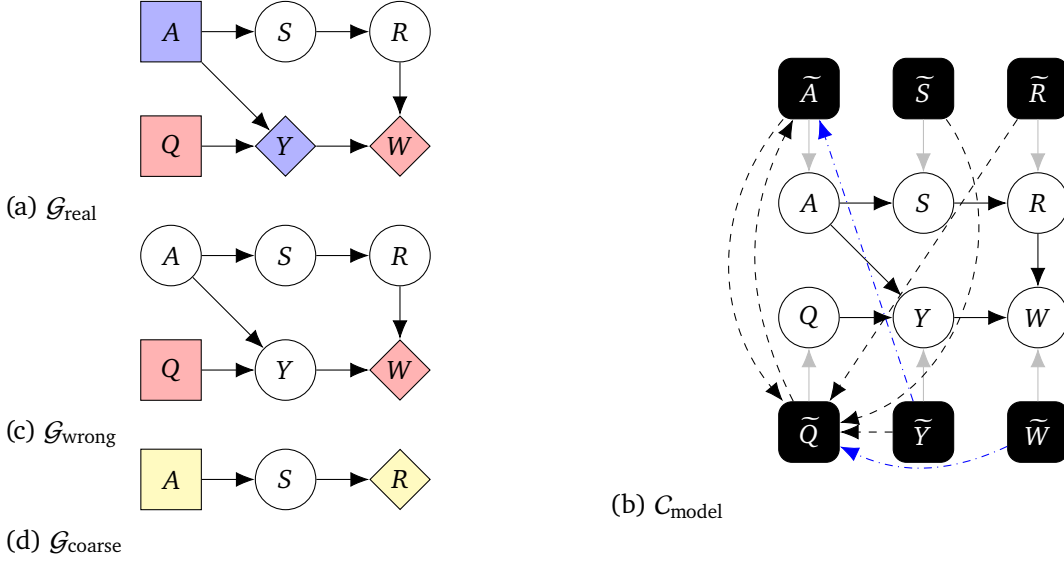 A S R
Q Y W
(a) 𝒢real
A S R
Q Y W
(c) 𝒢wrong
A S R
(d) 𝒢coarse
Ã S̃ R̃
A S R
Q Y W
Q̃ Ỹ W̃
(b) 𝒞model